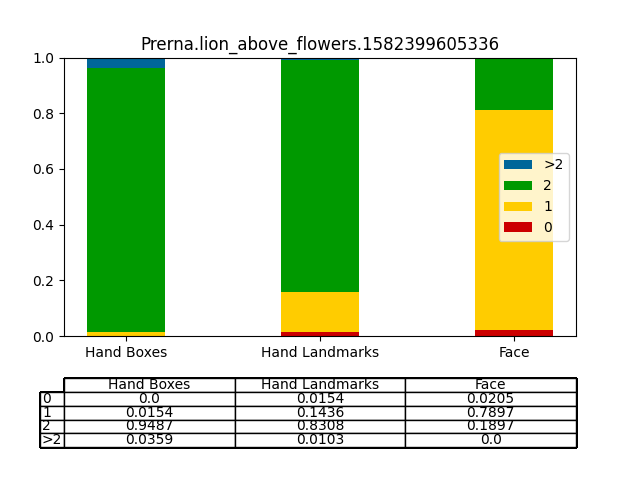 Prerna.lion_above_flowers.1582399605336
1.0
0.8
0.6
0.4
0.2
0.0
>2
2
1
0
Hand Boxes Hand Landmarks Face
Hand Boxes Hand Landmarks Face
0 0.0 0.0154 0.0205
1 0.0154 0.1436 0.7897
2 0.9487 0.8308 0.1897
>2 0.0359 0.0103 0.0